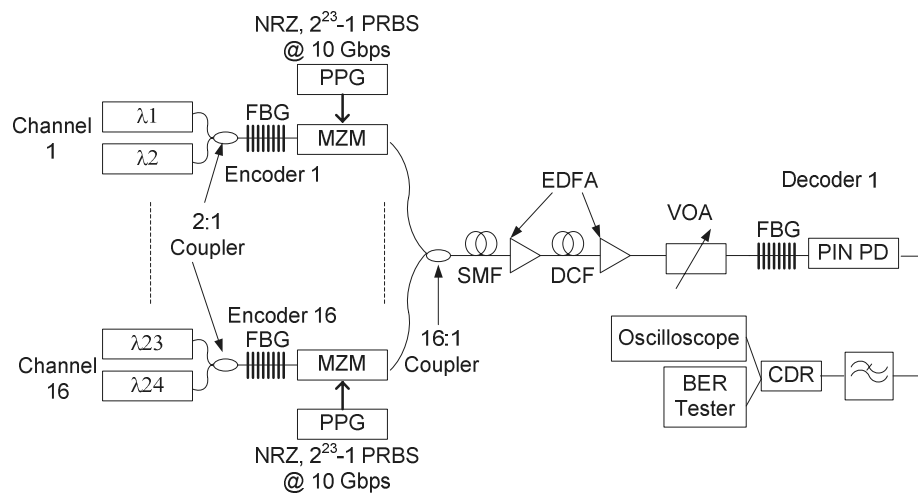 NRZ, 2²³-1 PRBS
@ 10 Gbps
PPG
Channel
1
λ1
λ2
FBG
MZM
Encoder 1
2:1
Coupler
EDFA
Decoder 1
VOA
FBG
SMF
DCF
PIN PD
Encoder 16
FBG
16:1
Coupler
Channel
16
λ23
λ24
MZM
PPG
NRZ, 2²³-1 PRBS
@ 10 Gbps
Oscilloscope
BER
Tester
CDR